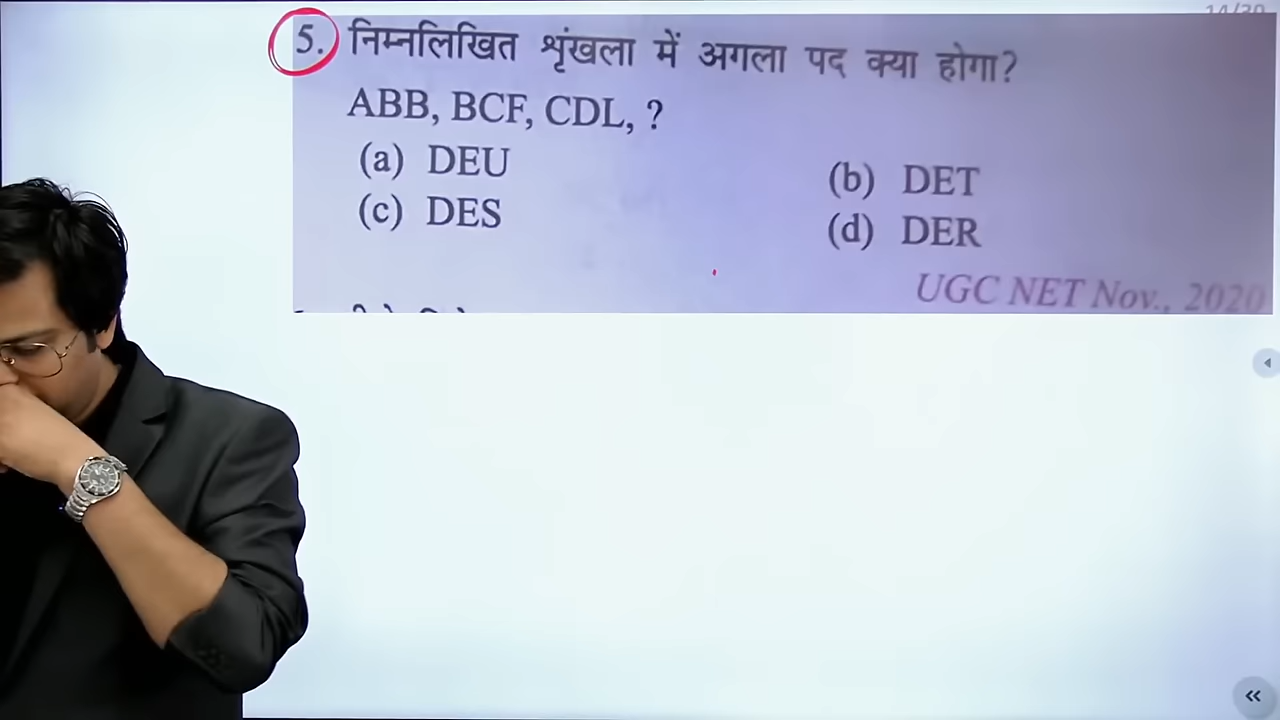 5. निम्नलिखित शृंखला में अगला पद क्या होगा?
ABB, BCF, CDL, ?
(a) DEU
(b) DET
(c) DES
(d) DER
UGC NET Nov., 2020